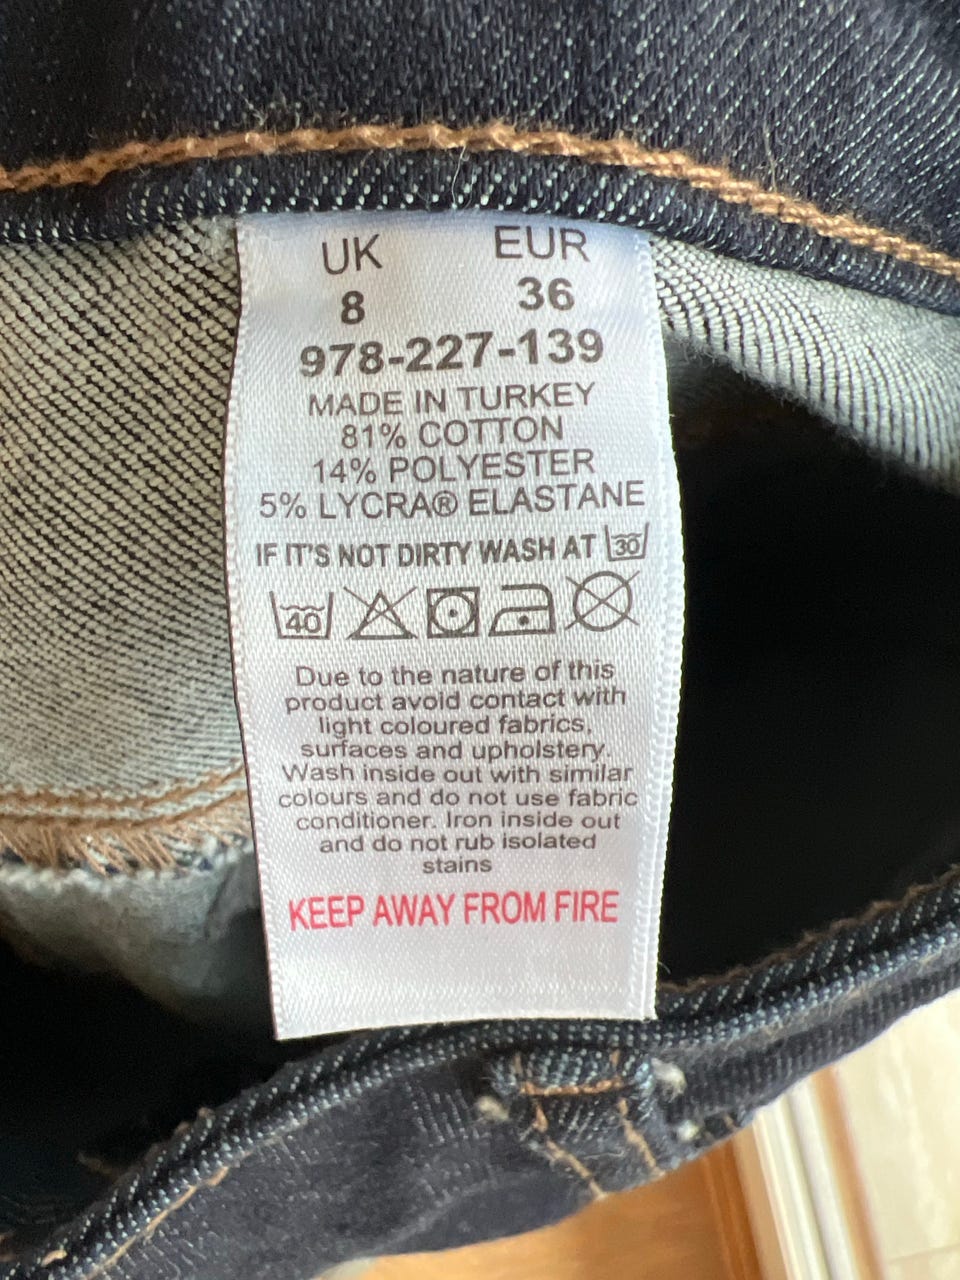 UK EUR
8 36
978-227-139
MADE IN TURKEY
81% COTTON
14% POLYESTER
5% LYCRA® ELASTANE
IF IT'S NOT DIRTY WASH AT 30
40
Due to the nature of this
product avoid contact with
light coloured fabrics,
surfaces and upholstery.
Wash inside out with similar
colours and do not use fabric
conditioner. Iron inside out
and do not rub isolated
stains
KEEP AWAY FROM FIRE